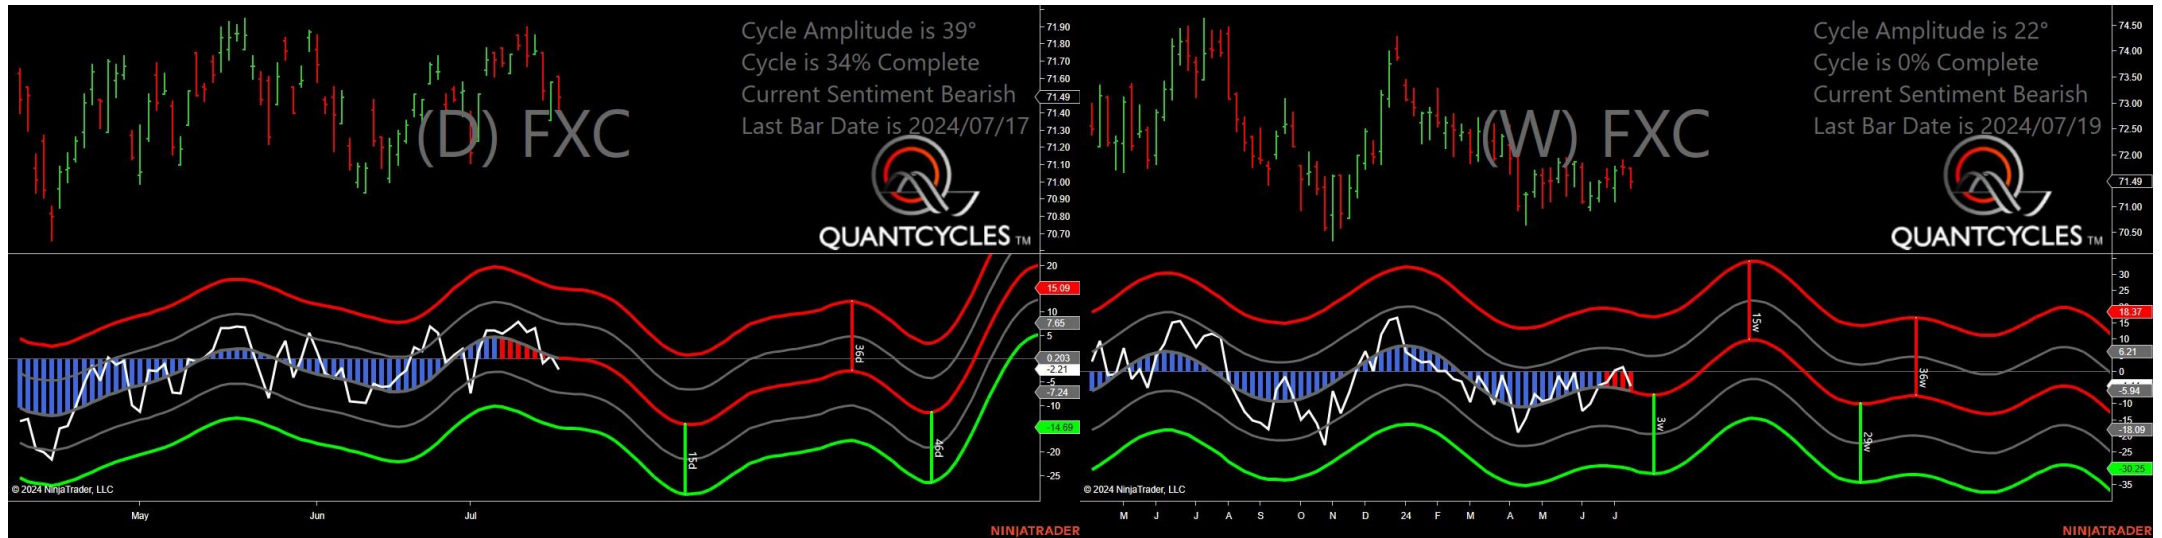 Cycle Amplitude is 39°
Cycle is 34% Complete
Current Sentiment Bearish
Last Bar Date is 2024/07/17
(D) FXC
QUANTCYCLES TM
71.90
71.80
71.70
71.60
71.49
71.40
71.30
71.20
71.10
71.00
70.90
70.80
70.70
20
15.09
10
7.65
5
0.203
-2.21
-5
-7.24
-10
-14.69
-20
-25
36d
15d
46d
© 2024 NinjaTrader, LLC
May Jun Jul
NINJATRADER
Cycle Amplitude is 22°
Cycle is 0% Complete
Current Sentiment Bearish
Last Bar Date is 2024/07/19
(W) FXC
QUANTCYCLES TM
74.50
74.00
73.50
73.00
72.50
72.00
71.49
71.00
70.50
30
25
18.37
15
10
6.21
0
-5.94
-10
-15
-18.09
-25
-30.25
-35
15w
36w
3w
29w
© 2024 NinjaTrader, LLC
M J J A S O N D 24 F M A M J J
NINJATRADER